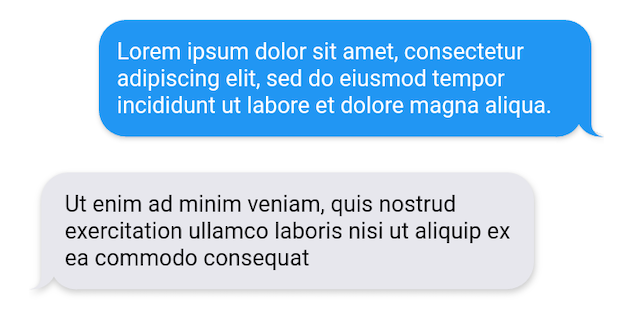 Lorem ipsum dolor sit amet, consectetur
adipiscing elit, sed do eiusmod tempor
incididunt ut labore et dolore magna aliqua.
Ut enim ad minim veniam, quis nostrud
exercitation ullamco laboris nisi ut aliquip ex
ea commodo consequat